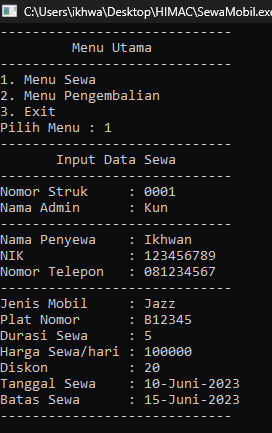 C:\Users\ikhwa\Desktop\HIMAC\SewaMobil.exe
--------------------------------
Menu Utama
--------------------------------
1. Menu Sewa
2. Menu Pengembalian
3. Exit
Pilih Menu : 1
--------------------------------
Input Data Sewa
--------------------------------
Nomor Struk : 0001
Nama Admin : Kun
--------------------------------
Nama Penyewa : Ikhwan
NIK : 123456789
Nomor Telepon : 081234567
--------------------------------
Jenis Mobil : Jazz
Plat Nomor : B12345
Durasi Sewa : 5
Harga Sewa/hari : 100000
Diskon : 20
Tanggal Sewa : 10-Juni-2023
Batas Sewa : 15-Juni-2023
--------------------------------